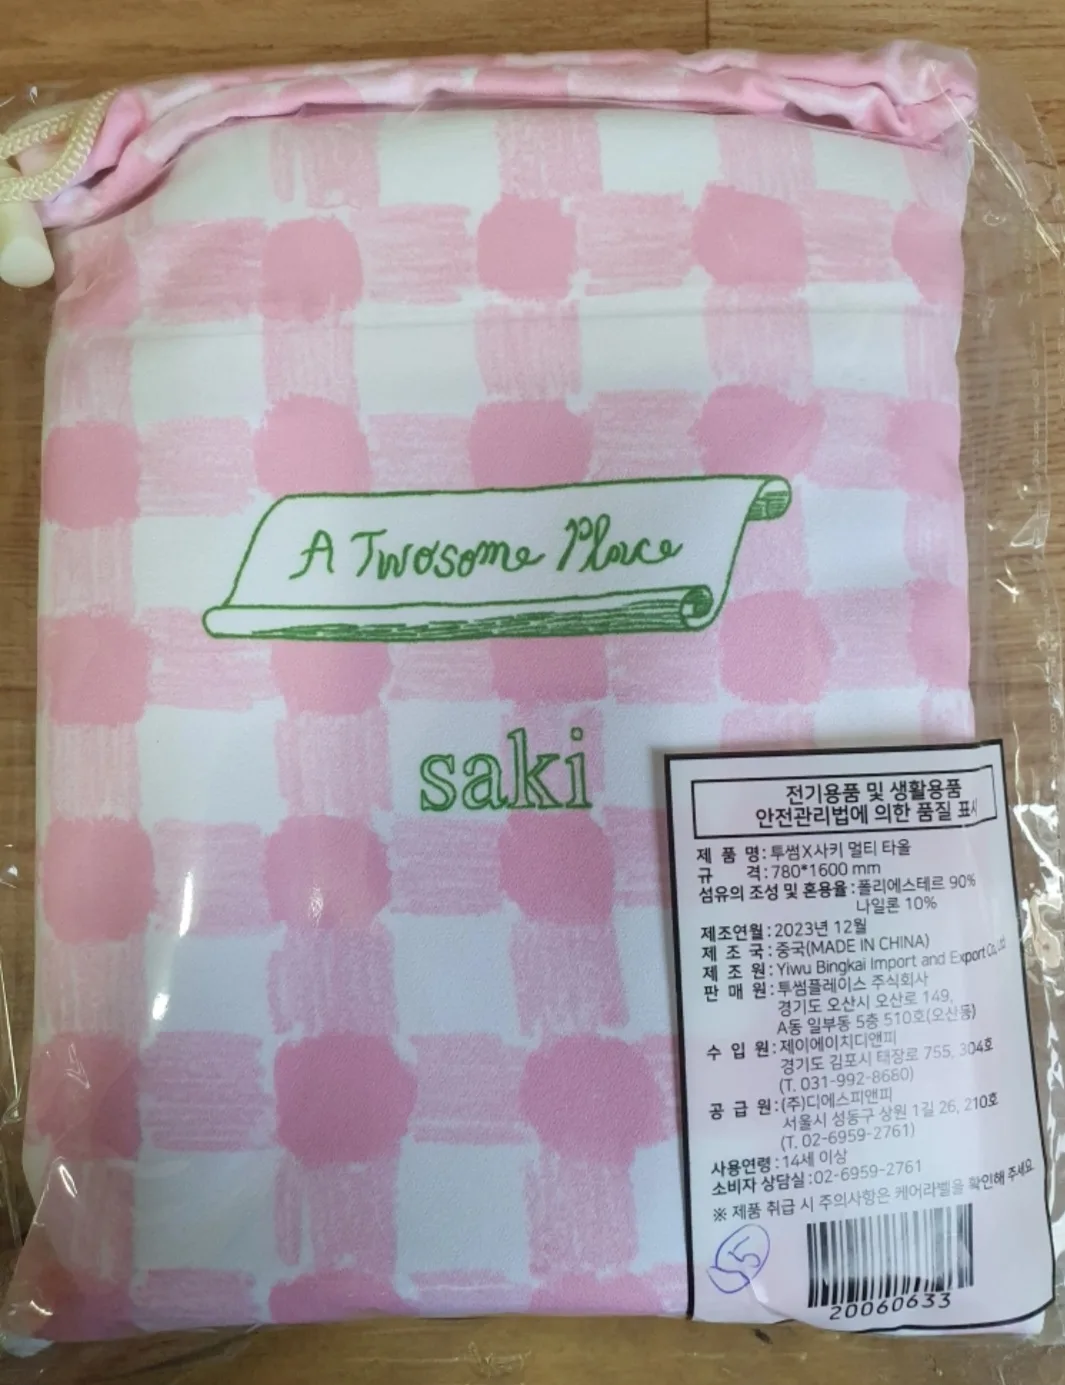 A Twosome Place
saki
전기용품 및 생활용품
안전관리법에 의한 품질 표시
제 품 명: 투썸X사키 멀티 타올
규 격: 780*1600 mm
섬유의 조성 및 혼용율: 폴리에스테르 90%
나일론 10%
제조연월: 2023년 12월
제 조 국: 중국(MADE IN CHINA)
제 조 원: Yiwu Bingkai Import and Export Co, Ltd
판 매 원: 투썸플레이스 주식회사
경기도 오산시 오산로 149,
A동 일부동 5층 510호(오산동)
수 입 원: 제이에이치디앤피
경기도 김포시 태장로 755, 304호
(T. 031-992-8680)
공 급 원: (주)디에스피앤피
서울시 성동구 상원 1길 26, 210호
(T. 02-6959-2761)
사용연령: 14세 이상
소비자 상담실: 02-6959-2761
※ 제품 취급 시 주의사항은 케어라벨을 확인해 주세요
20060633